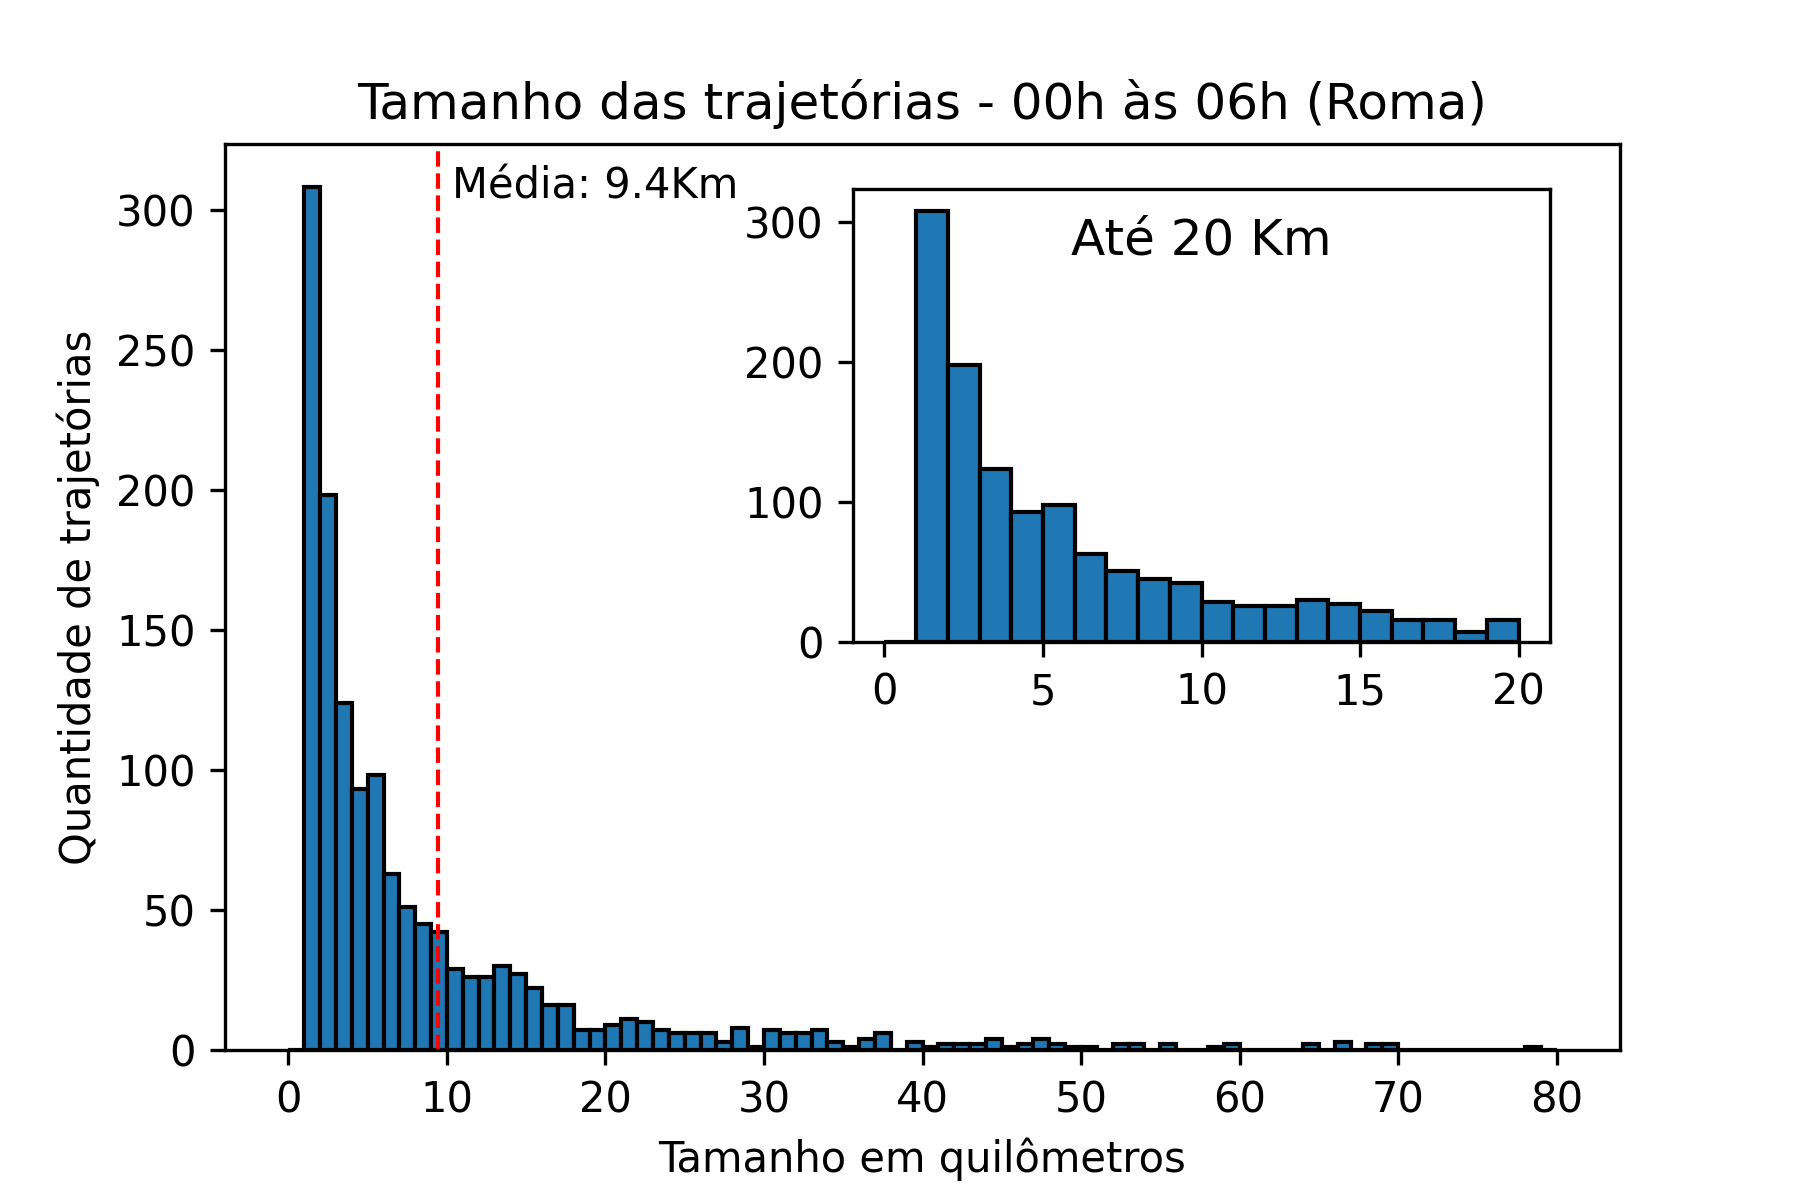 Tamanho das trajetórias - 00h às 06h (Roma)
Média: 9.4Km
Até 20 Km
300
200
100
0
0 5 10 15 20
Quantidade de trajetórias
300
250
200
150
100
50
0
0 10 20 30 40 50 60 70 80
Tamanho em quilômetros